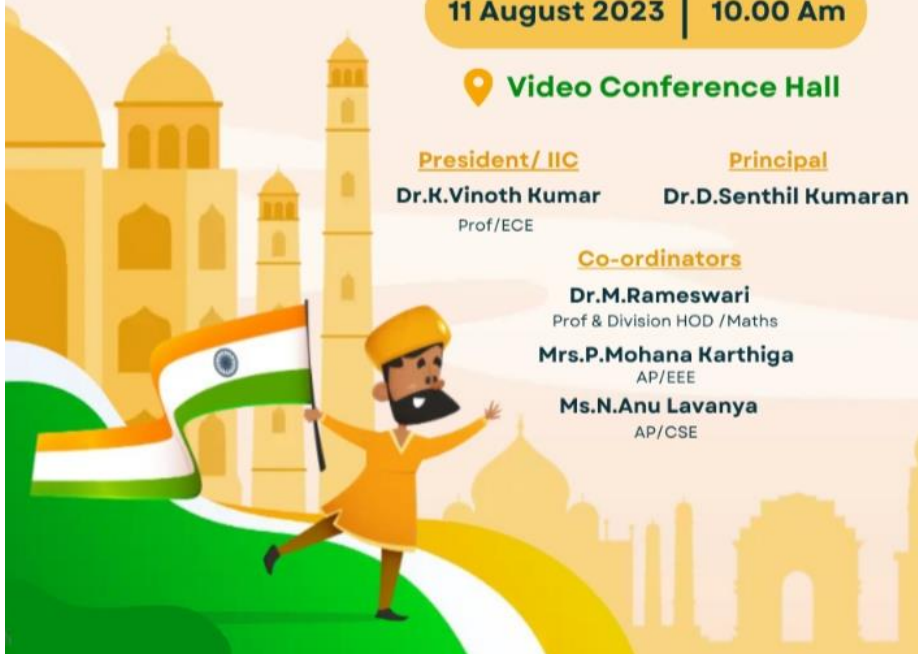 11 August 2023 | 10.00 Am
Video Conference Hall
President/ IIC
Dr.K.Vinoth Kumar
Prof/ECE
Principal
Dr.D.Senthil Kumaran
Co-ordinators
Dr.M.Rameswari
Prof & Division HOD /Maths
Mrs.P.Mohana Karthiga
AP/EEE
Ms.N.Anu Lavanya
AP/CSE